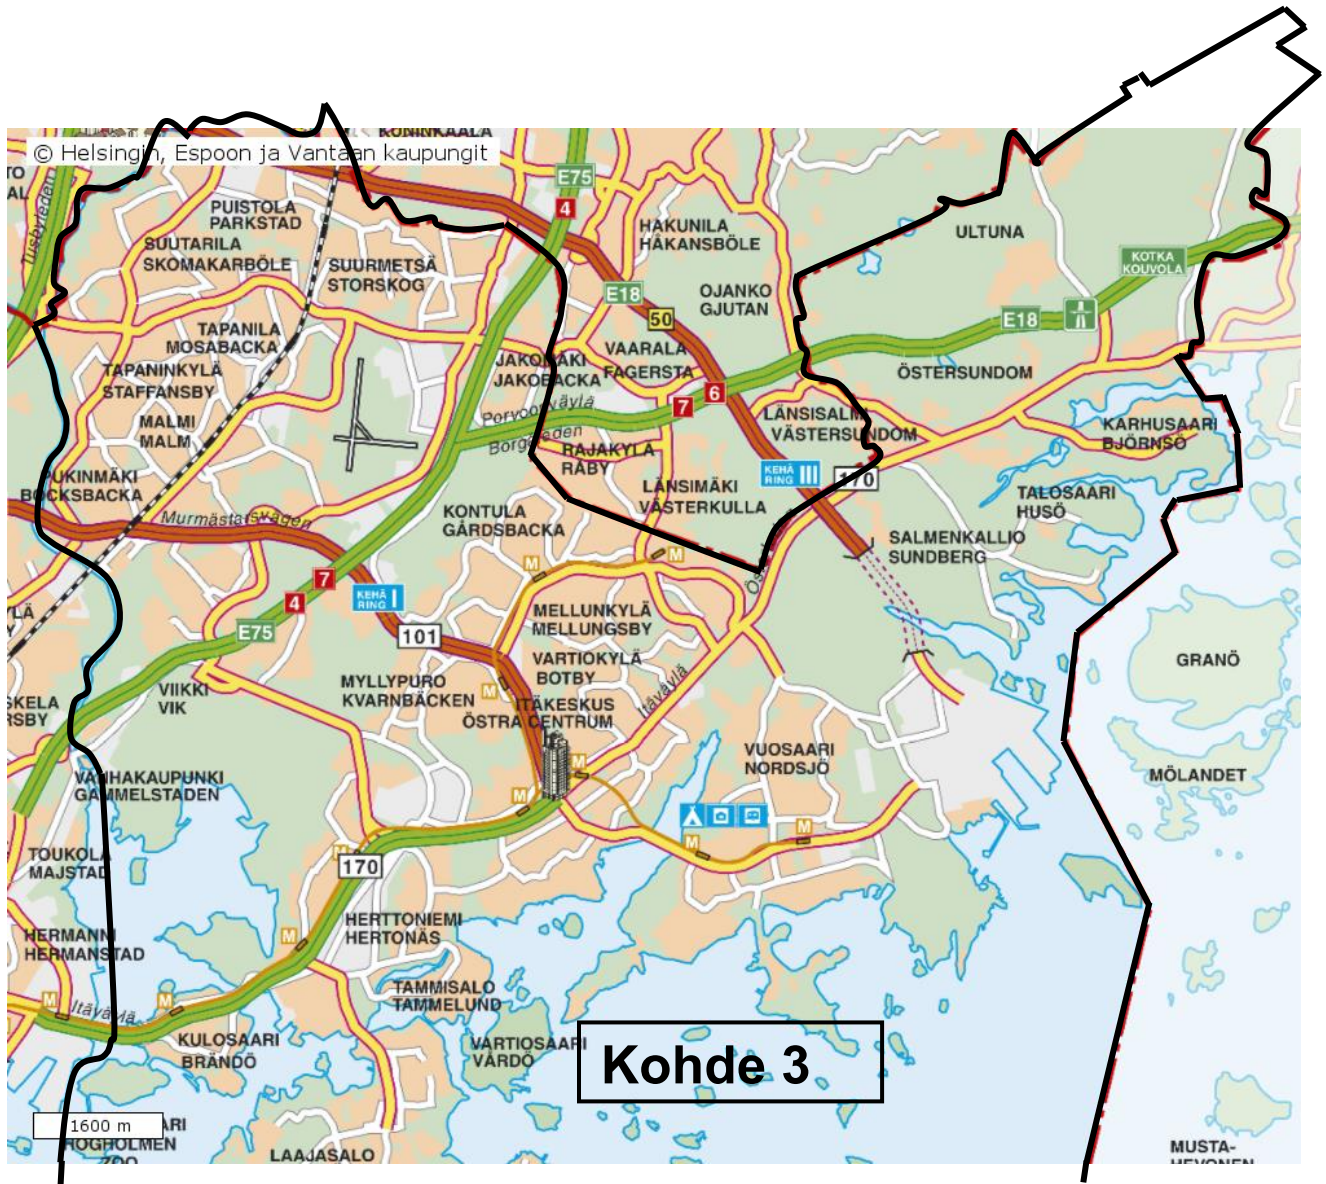 KONINKAALA
© Helsingin, Espoon ja Vantaan kaupungit
E75
4
Tusbyleden
PUISTOLA
PARKSTAD
SUUTARILA
SKOMAKARBÖLE
SUURMETSÄ
STORSKOG
HAKUNILA
HÅKANSBÖLE
ULTUNA
KOTKA
KOUVOLA
E18
50
OJANKO
GJUTAN
E18
TAPANILA
MOSABACKA
TAPANINKYLÄ
STAFFANSBY
JAKOMÄKI
JAKOBACKA
VAARALA
FAGERSTA
ÖSTERSUNDOM
7
6
Porvoonväylä
Borgåleden
MALMI
MALM
LÄNSISALMI
VÄSTERSUNDOM
KARHUSAARI
BJÖRNSÖ
RAJAKYLÄ
RÅBY
PUKINMÄKI
BOCKSBACKA
KEHÄ
RING III
170
LÄNSIMÄKI
VÄSTERKULLA
TALOSAARI
HUSÖ
Murmästarsvägen
KONTULA
GÅRDSBACKA
SALMENKALLIO
SUNDBERG
M
M
7
4
KEHÄ
RING I
E75
101
MELLUNKYLÄ
MELLUNGSBY
VARTIOKYLÄ
BOTBY
GRANÖ
VIIKKI
VIK
MYLLYPURO
KVARNBÄCKEN
M
ITÄKESKUS
ÖSTRA CENTRUM
Itäväylä
M
VUOSAARI
NORDSJÖ
MÖLANDET
VANHAKAUPUNKI
GAMMELSTADEN
M
M
M
TOUKOLA
MAJSTAD
M
170
HERMANNI
HERMANSTAD
M
HERTTONIEMI
HERTONÄS
TAMMISALO
TAMMELUND
M
M
Itäväylä
KULOSAARI
BRÄNDÖ
VARTIOSAARI
VÅRDÖ
Kohde 3
1600 m
HÖGHOLMEN
ZOO
LAAJASALO
MUSTA-
HEVONEN